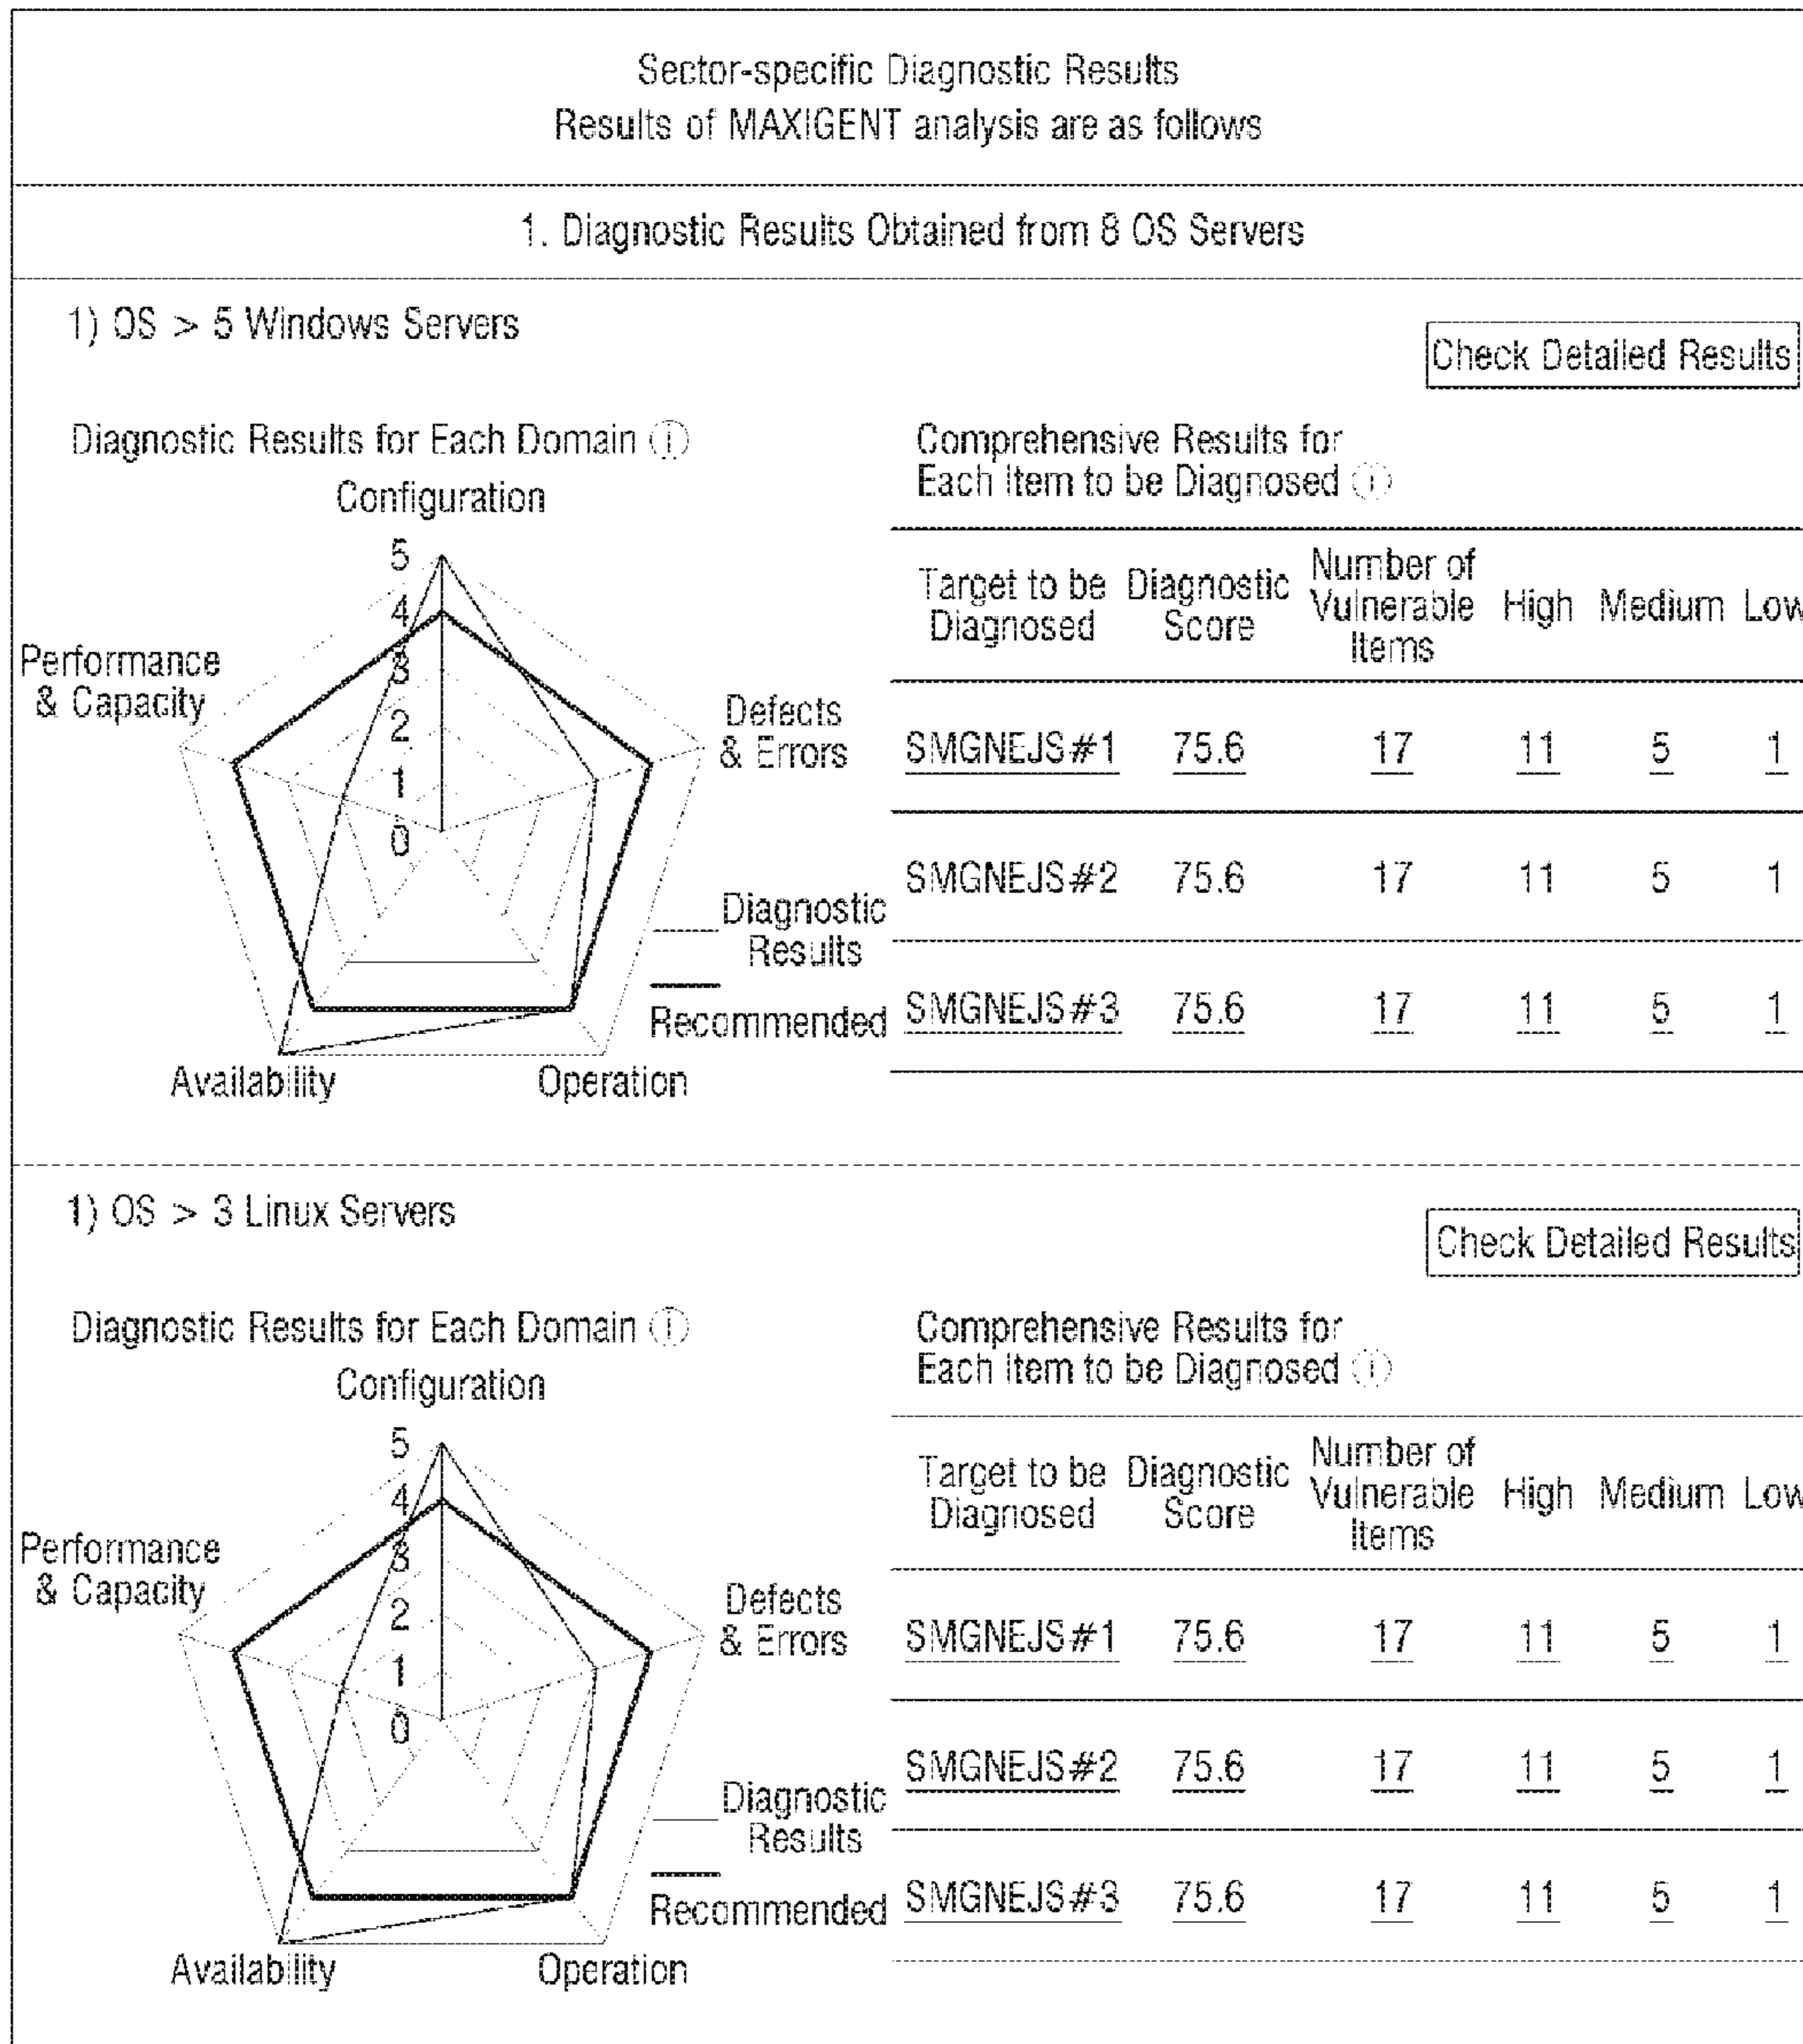 Sector-specific Diagnostic Results
Results of MAXIGENT analysis are as follows
1. Diagnostic Results Obtained from 8 OS Servers
1) OS > 5 Windows Servers
Check Detailed Results
Diagnostic Results for Each Domain ⓘ
Configuration
5
4
3
2
1
0
Performance
& Capacity
Defects
& Errors
Diagnostic
Results
Recommended
Availability
Operation
Comprehensive Results for
Each Item to be Diagnosed ⓘ
Target to be
Diagnosed
Diagnostic
Score
Number of
Vulnerable
Items
High
Medium
Low
SMGNEJS#1 75.6 17 11 5 1
SMGNEJS#2 75.6 17 11 5 1
SMGNEJS#3 75.6 17 11 5 1
1) OS > 3 Linux Servers
Check Detailed Results
Diagnostic Results for Each Domain ⓘ
Configuration
5
4
3
2
1
0
Performance
& Capacity
Defects
& Errors
Diagnostic
Results
Recommended
Availability
Operation
Comprehensive Results for
Each Item to be Diagnosed ⓘ
Target to be
Diagnosed
Diagnostic
Score
Number of
Vulnerable
Items
High
Medium
Low
SMGNEJS#1 75.6 17 11 5 1
SMGNEJS#2 75.6 17 11 5 1
SMGNEJS#3 75.6 17 11 5 1